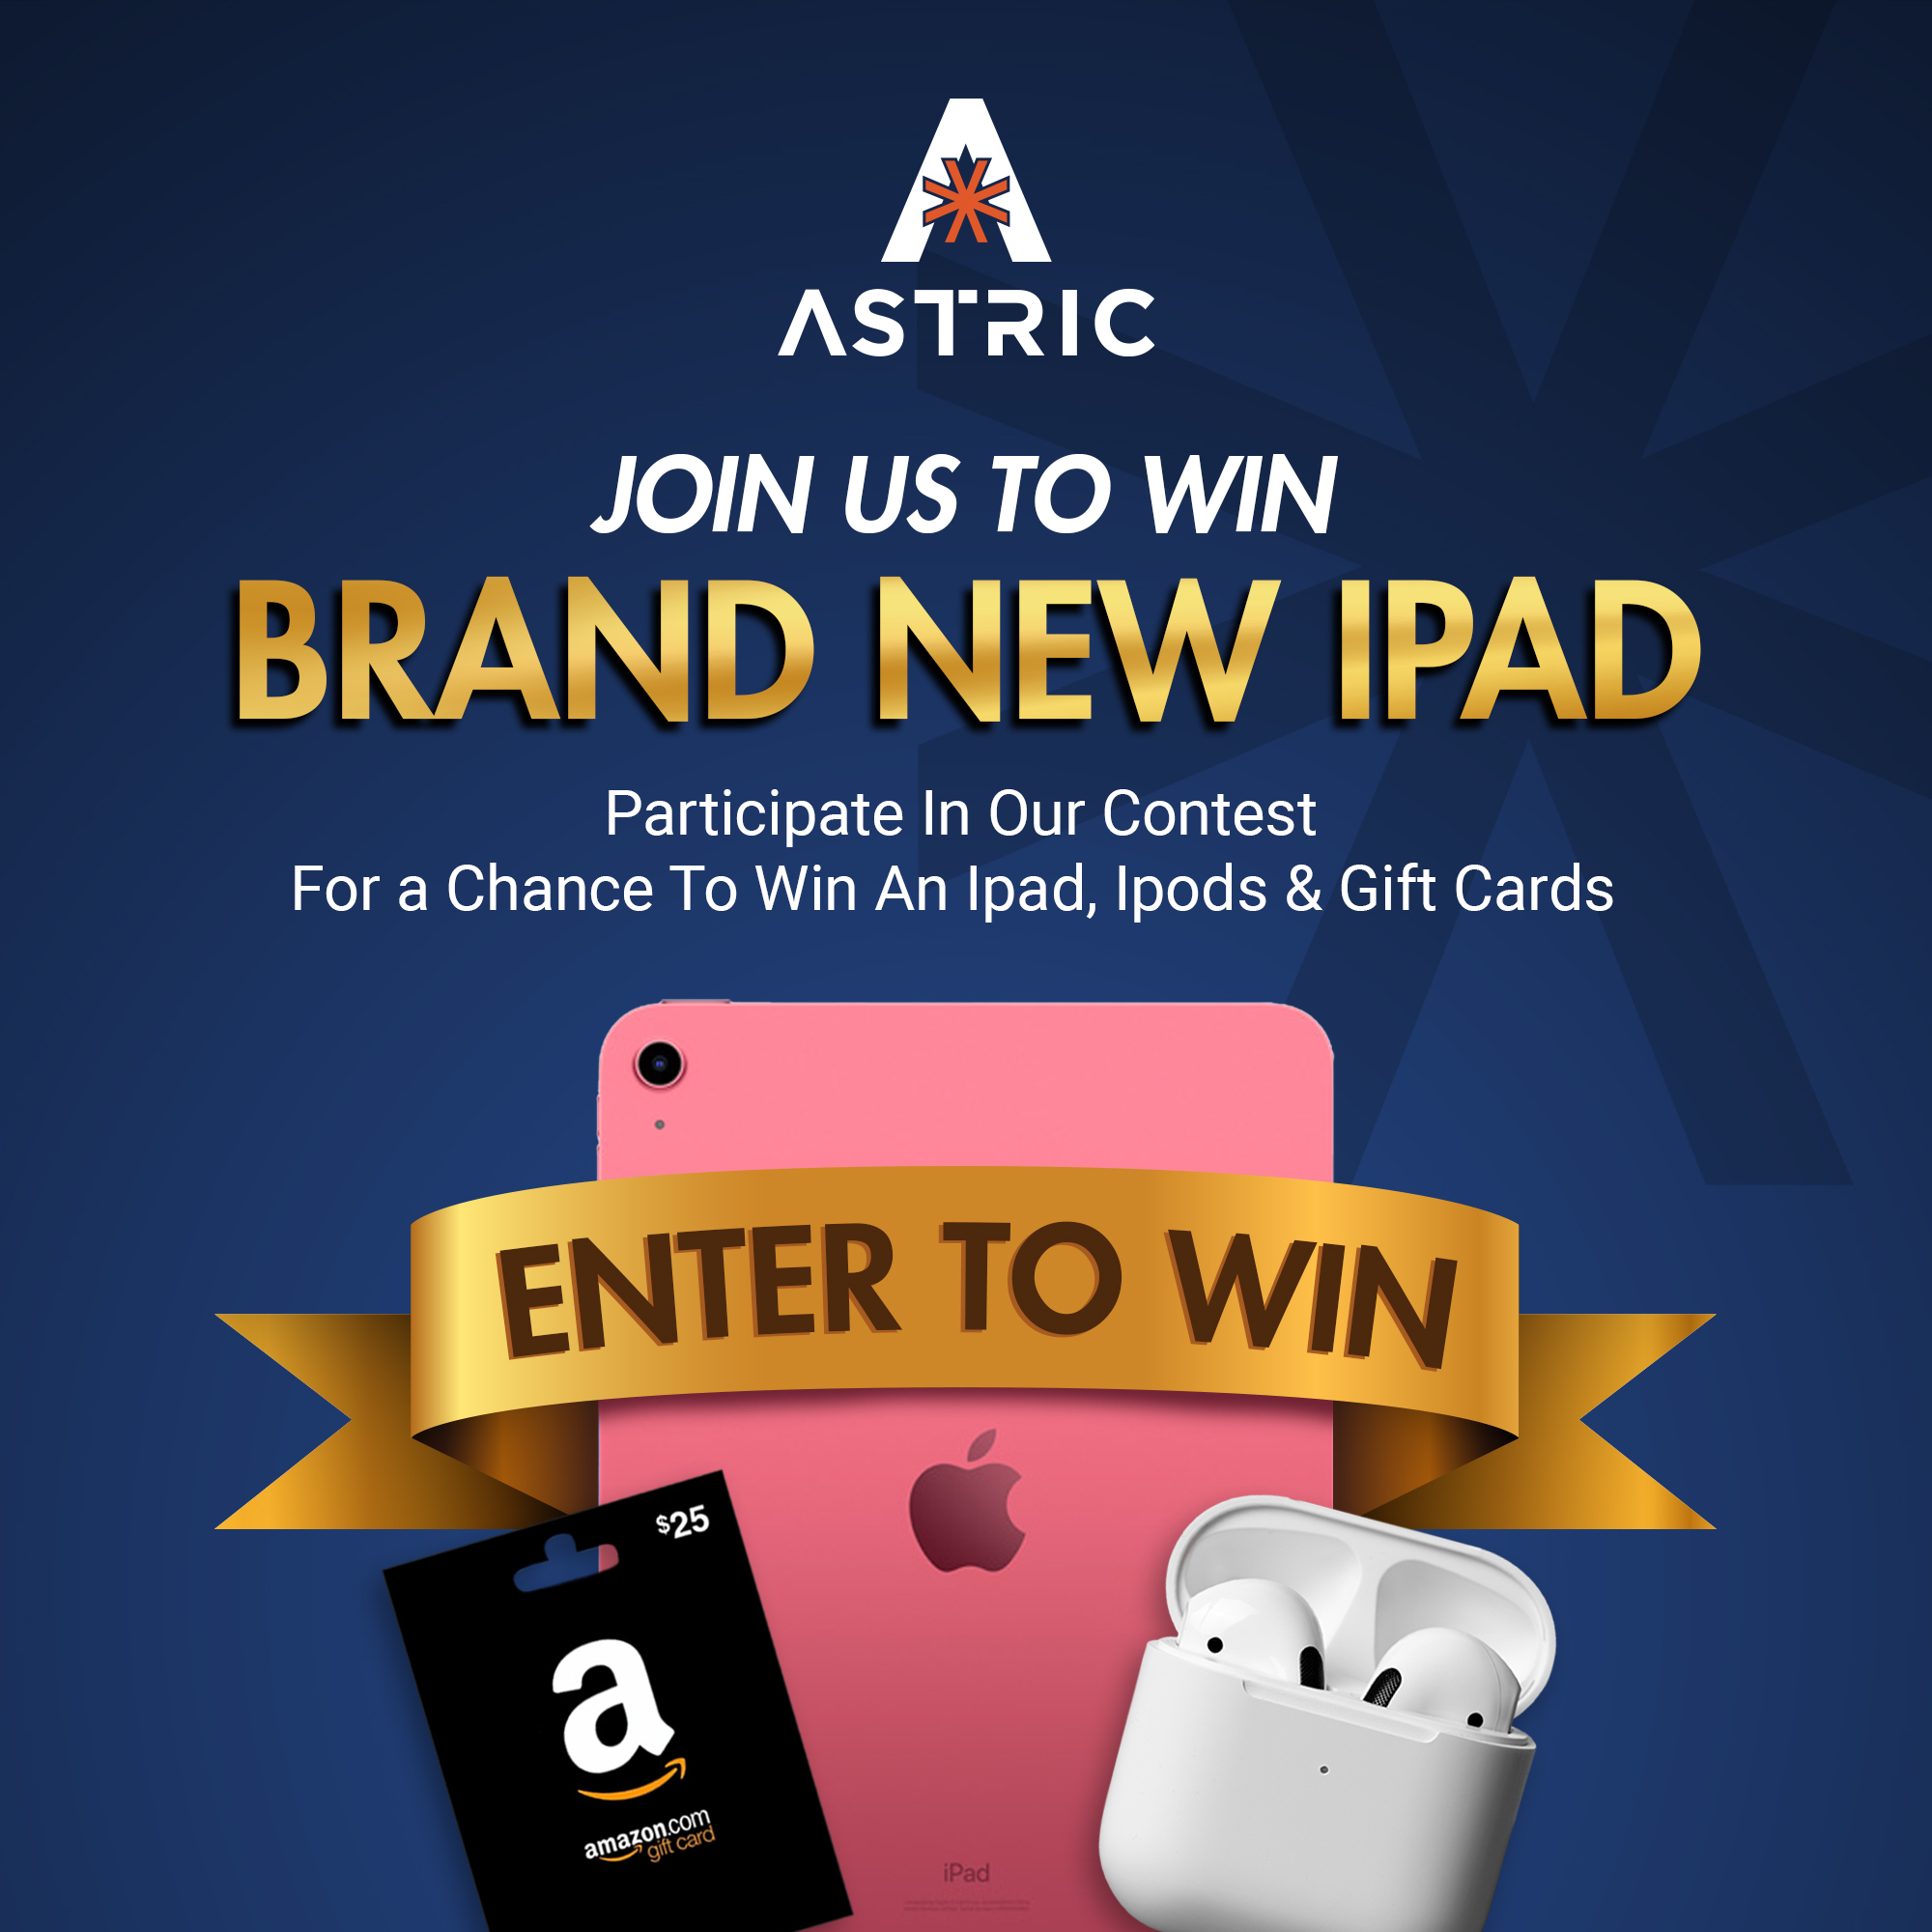 ASTRIC
JOIN US TO WIN
BRAND NEW IPAD
Participate In Our Contest
For a Chance To Win An Ipad, Ipods & Gift Cards
ENTER TO WIN
$25
a
amazon.com
gift card
iPad